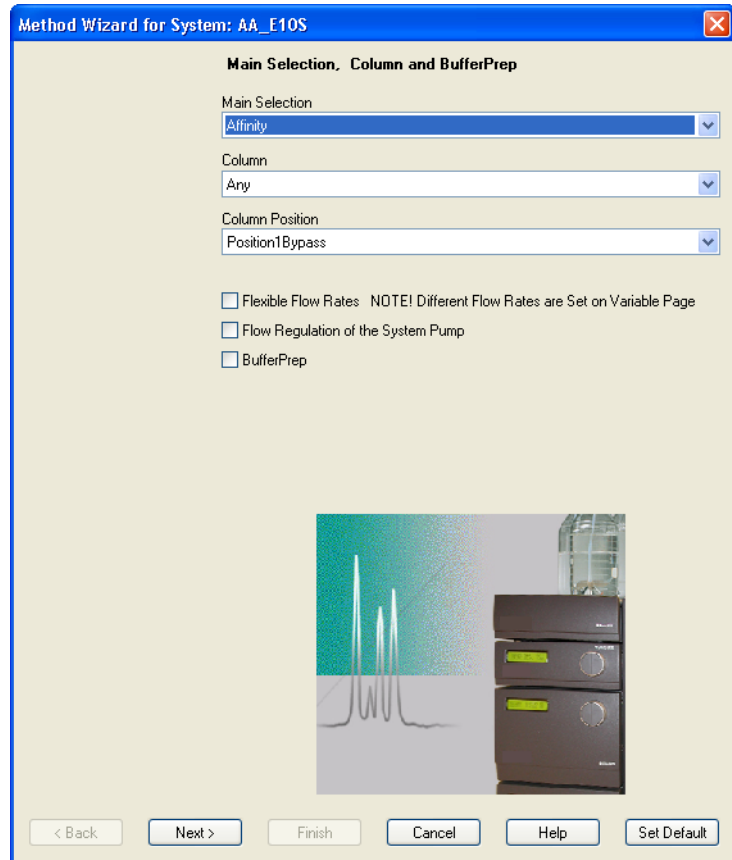 Method Wizard for System: AA_E10S
Main Selection, Column and BufferPrep
Main Selection
Affinity
Column
Any
Column Position
Position1Bypass
Flexible Flow Rates NOTE! Different Flow Rates are Set on Variable Page
Flow Regulation of the System Pump
BufferPrep
< Back Next > Finish Cancel Help Set Default